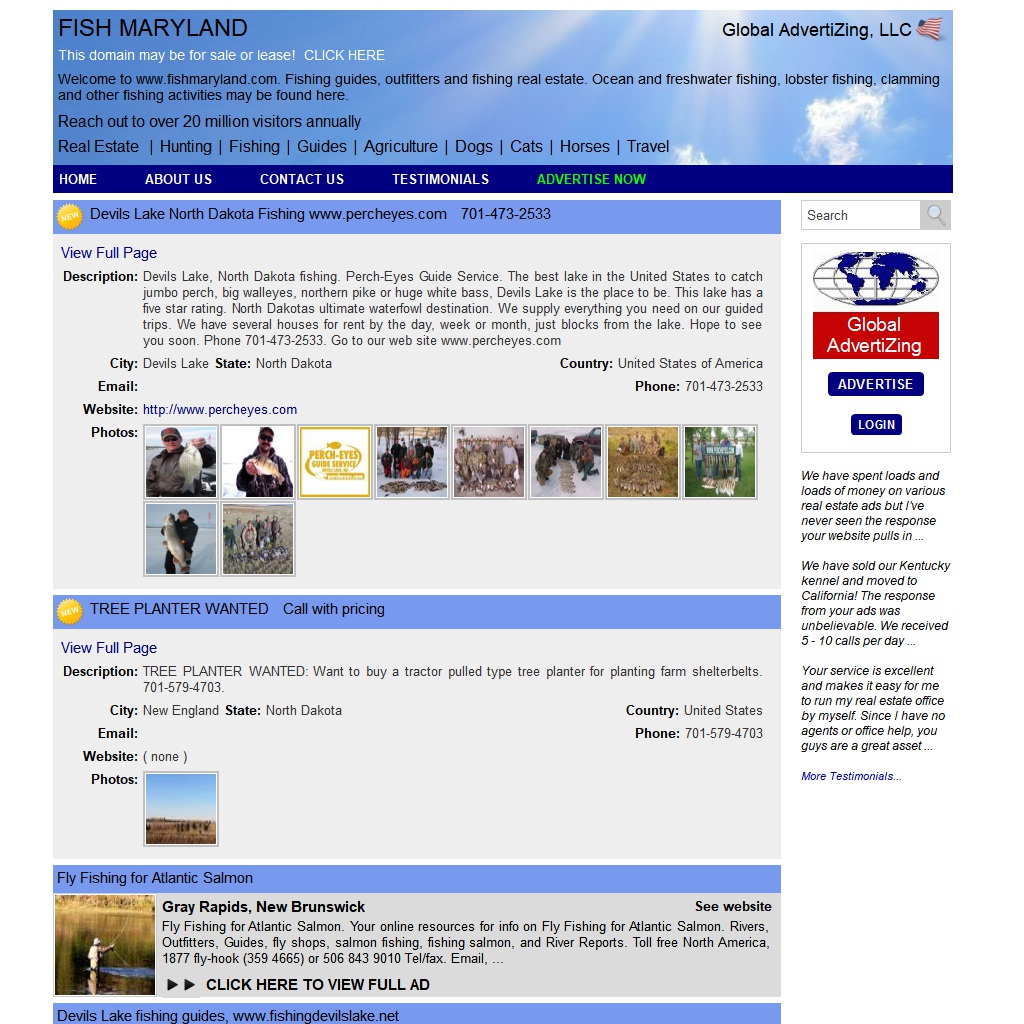 FISH MARYLAND
Global AdvertiZing, LLC
This domain may be for sale or lease! CLICK HERE
Welcome to www.fishmaryland.com. Fishing guides, outfitters and fishing real estate. Ocean and freshwater fishing, lobster fishing, clamming
and other fishing activities may be found here.
Reach out to over 20 million visitors annually
Real Estate | Hunting | Fishing | Guides | Agriculture | Dogs | Cats | Horses | Travel
HOME ABOUT US CONTACT US TESTIMONIALS ADVERTISE NOW
NEW Devils Lake North Dakota Fishing www.percheyes.com 701-473-2533
View Full Page
Description: Devils Lake, North Dakota fishing. Perch-Eyes Guide Service. The best lake in the United States to catch
jumbo perch, big walleyes, northern pike or huge white bass, Devils Lake is the place to be. This lake has a
five star rating. North Dakotas ultimate waterfowl destination. We supply everything you need on our guided
trips. We have several houses for rent by the day, week or month, just blocks from the lake. Hope to see
you soon. Phone 701-473-2533. Go to our web site www.percheyes.com
City: Devils Lake State: North Dakota Country: United States of America
Email: Phone: 701-473-2533
Website: http://www.percheyes.com
Photos:
PERCH-EYES
GUIDE SERVICE
percheyes.com
NEW TREE PLANTER WANTED Call with pricing
View Full Page
Description: TREE PLANTER WANTED: Want to buy a tractor pulled type tree planter for planting farm shelterbelts.
701-579-4703.
City: New England State: North Dakota Country: United States
Email: Phone: 701-579-4703
Website: ( none )
Photos:
Fly Fishing for Atlantic Salmon
Gray Rapids, New Brunswick See website
Fly Fishing for Atlantic Salmon. Your online resources for info on Fly Fishing for Atlantic Salmon. Rivers,
Outfitters, Guides, fly shops, salmon fishing, fishing salmon, and River Reports. Toll free North America,
1877 fly-hook (359 4665) or 506 843 9010 Tel/fax. Email, ...
CLICK HERE TO VIEW FULL AD
Devils Lake fishing guides, www.fishingdevilslake.net
Search
Global
AdvertiZing
ADVERTISE
LOGIN
We have spent loads and
loads of money on various
real estate ads but I've
never seen the response
your website pulls in ...
We have sold our Kentucky
kennel and moved to
California! The response
from your ads was
unbelievable. We received
5 - 10 calls per day ...
Your service is excellent
and makes it easy for me
to run my real estate office
by myself. Since I have no
agents or office help, you
guys are a great asset ...
More Testimonials...